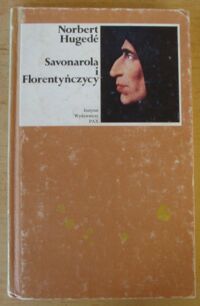 Norbert
Hugedé
Savonarola
i
Florentyńczycy
Instytut
Wydawniczy
PAX